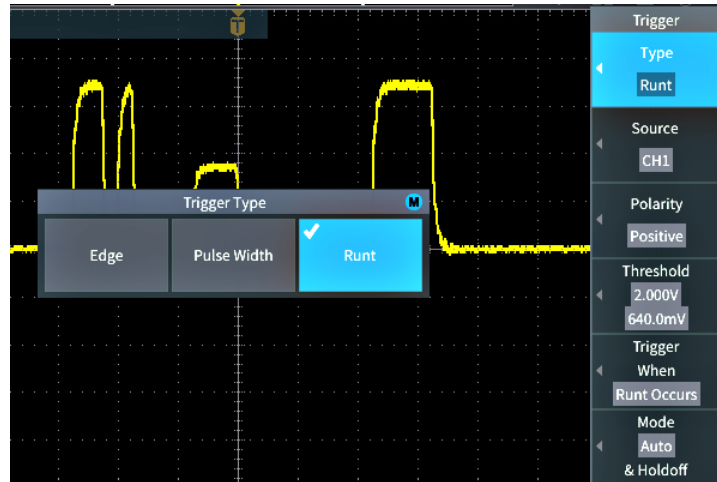 T
Trigger
Type
Runt
Source
CH1
Polarity
Positive
Threshold
2.000V
640.0mV
Trigger
When
Runt Occurs
Mode
Auto
& Holdoff
Trigger Type
M
Edge
Pulse Width
Runt